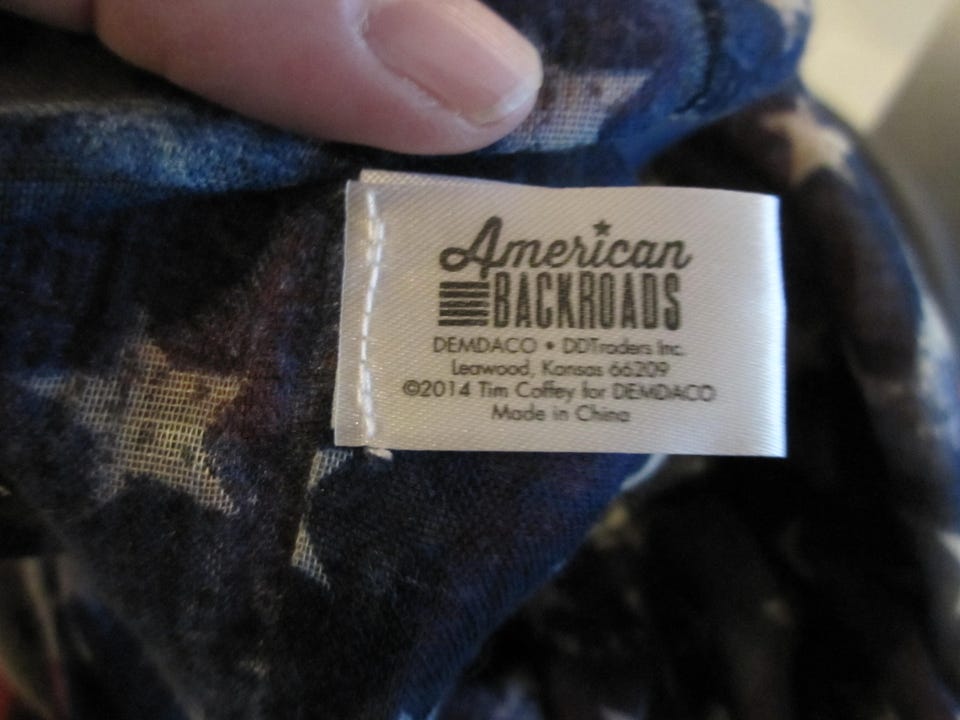 American
BACKROADS
DEMDACO • DDTraders Inc.
Leawood, Kansas 66209
©2014 Tim Coffey for DEMDACO
Made in China